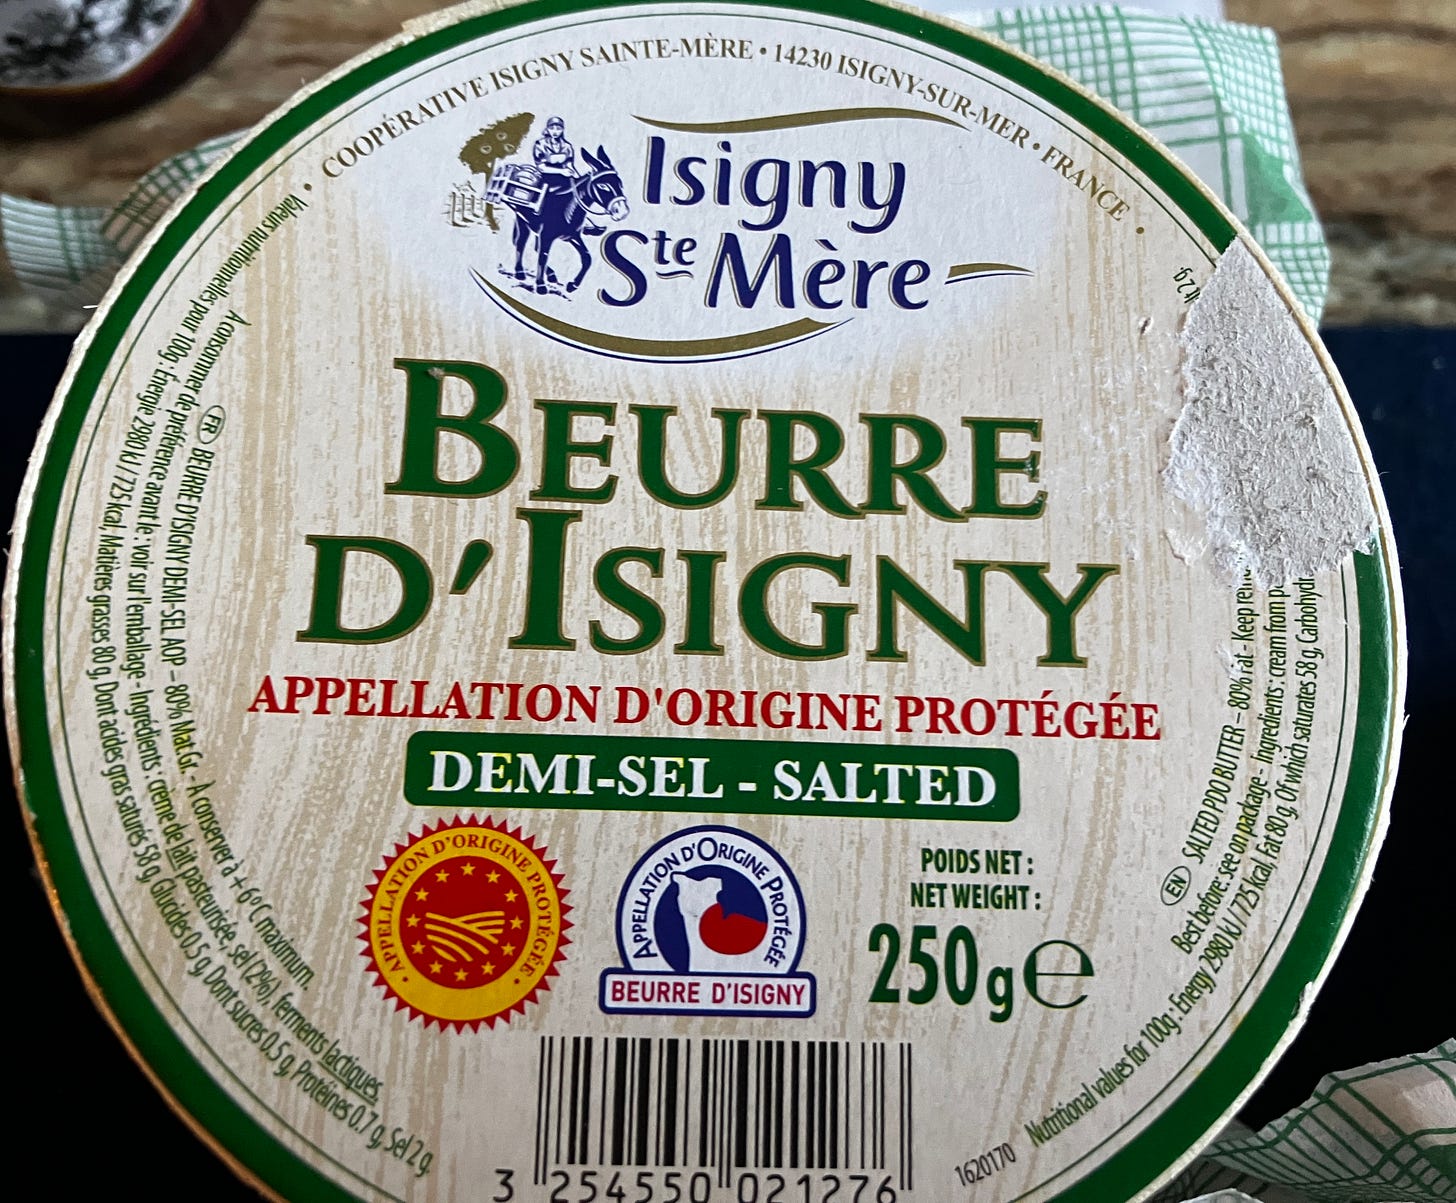 • COOPÉRATIVE ISIGNY SAINTE-MÈRE • 14230 ISIGNY-SUR-MER • FRANCE •
Isigny
Ste Mère
BEURRE
D'ISIGNY
APPELLATION D'ORIGINE PROTÉGÉE
DEMI-SEL - SALTED
• APPELLATION D'ORIGINE PROTÉGÉE •
APPELLATION D'ORIGINE PROTÉGÉE
BEURRE D'ISIGNY
POIDS NET :
NET WEIGHT :
250 g e
FR BEURRE D'ISIGNY DEMI-SEL AOP – 80% Mat.Gr. - A conserver à +6°C maximum.
A consommer de préférence avant le : voir sur l'emballage - Ingrédients : crème de lait pasteurisée, sel (2%), ferments lactiques.
Valeurs nutritionnelles pour 100g : Énergie 2981 kJ / 725 kcal, Matières grasses 80 g, Dont acides gras saturés 58 g, Glucides 0.5 g, Dont sucres 0.5 g, Protéines 0.7 g, Sel 2 g.
EN SALTED PDO BUTTER – 80% Fat - Keep
Best before: see on package - Ingredients: cream from
Nutritional values for 100g : Energy 2980 kJ / 725 kcal, Fat 80 g, Of which saturates 58 g,
2 g.
1620170
3 254550 021276